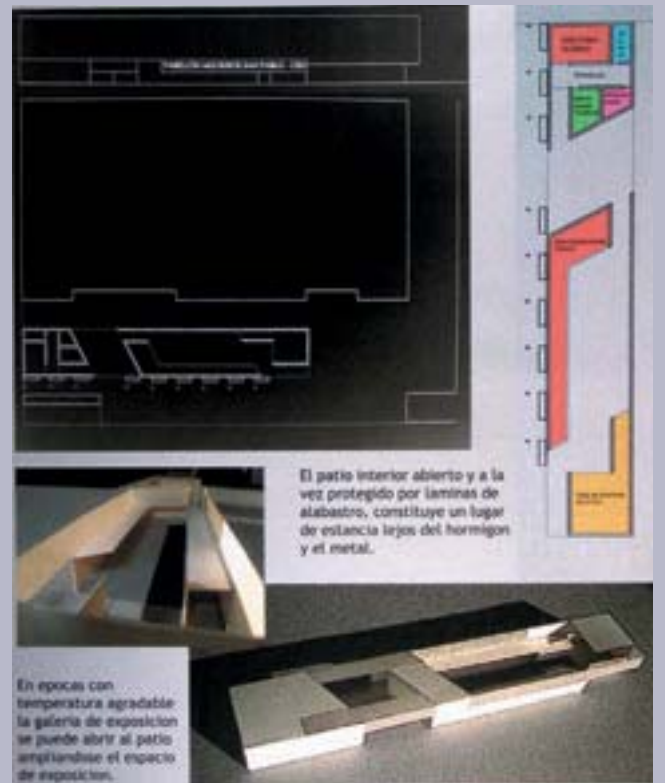 El patio interior abierto y a la
vez protegido por laminas de
alabastro, constituye un lugar
de estancia lejos del hormigon
y el metal.
En epocas con
temperatura agradable
la galeria de exposicion
se puede abrir al patio
ampliandose el espacio
de exposicion.